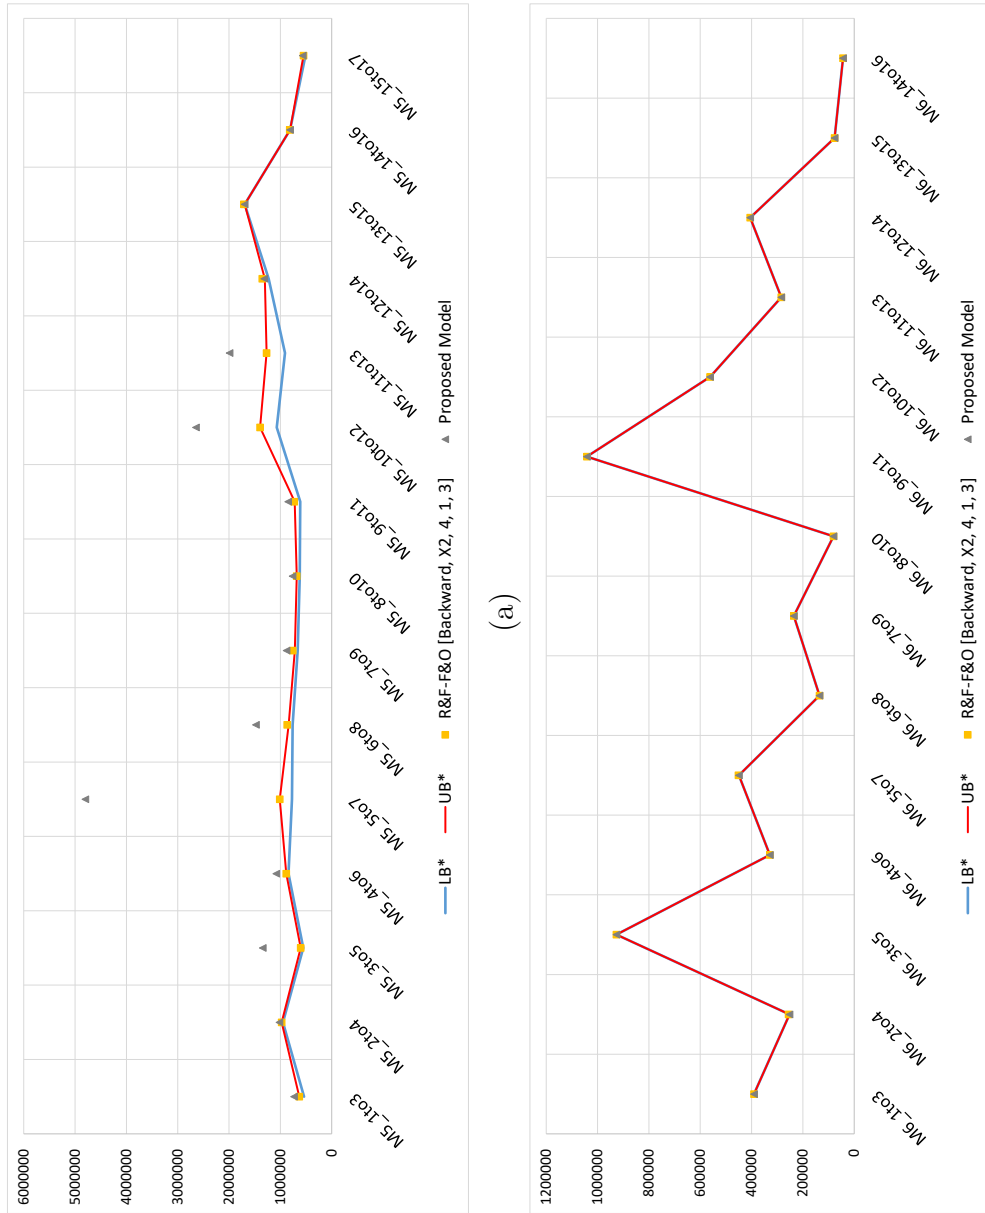 6000000
5000000
4000000
3000000
2000000
1000000
0
M5_1to3
M5_2to4
M5_3to5
M5_4to6
M5_5to7
M5_6to8
M5_7to9
M5_8to10
M5_9to11
M5_10to12
M5_11to13
M5_12to14
M5_13to15
M5_14to16
M5_15to17
LB* UB* R&F-F&O [Backward, X2, 4, 1, 3] Proposed Model
(a)
1200000
1000000
800000
600000
400000
200000
0
M6_1to3
M6_2to4
M6_3to5
M6_4to6
M6_5to7
M6_6to8
M6_7to9
M6_8to10
M6_9to11
M6_10to12
M6_11to13
M6_12to14
M6_13to15
M6_14to16
LB* UB* R&F-F&O [Backward, X2, 4, 1, 3] Proposed Model